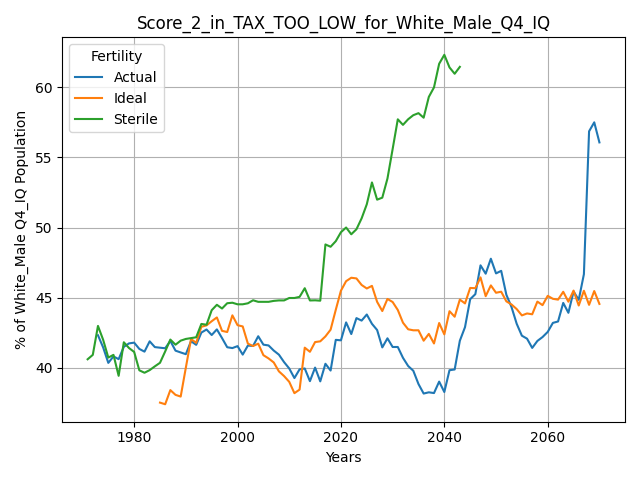 Score_2_in_TAX_TOO_LOW_for_White_Male_Q4_IQ
Fertility
Actual
Ideal
Sterile
% of White_Male Q4_IQ Population
60
55
50
45
40
1980
2000
2020
2040
2060
Years